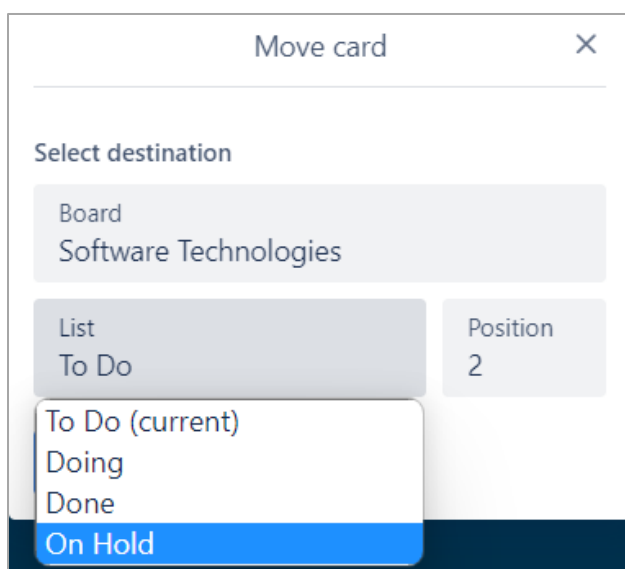 Move card
Select destination
Board
Software Technologies
List
To Do
Position
2
To Do (current)
Doing
Done
On Hold